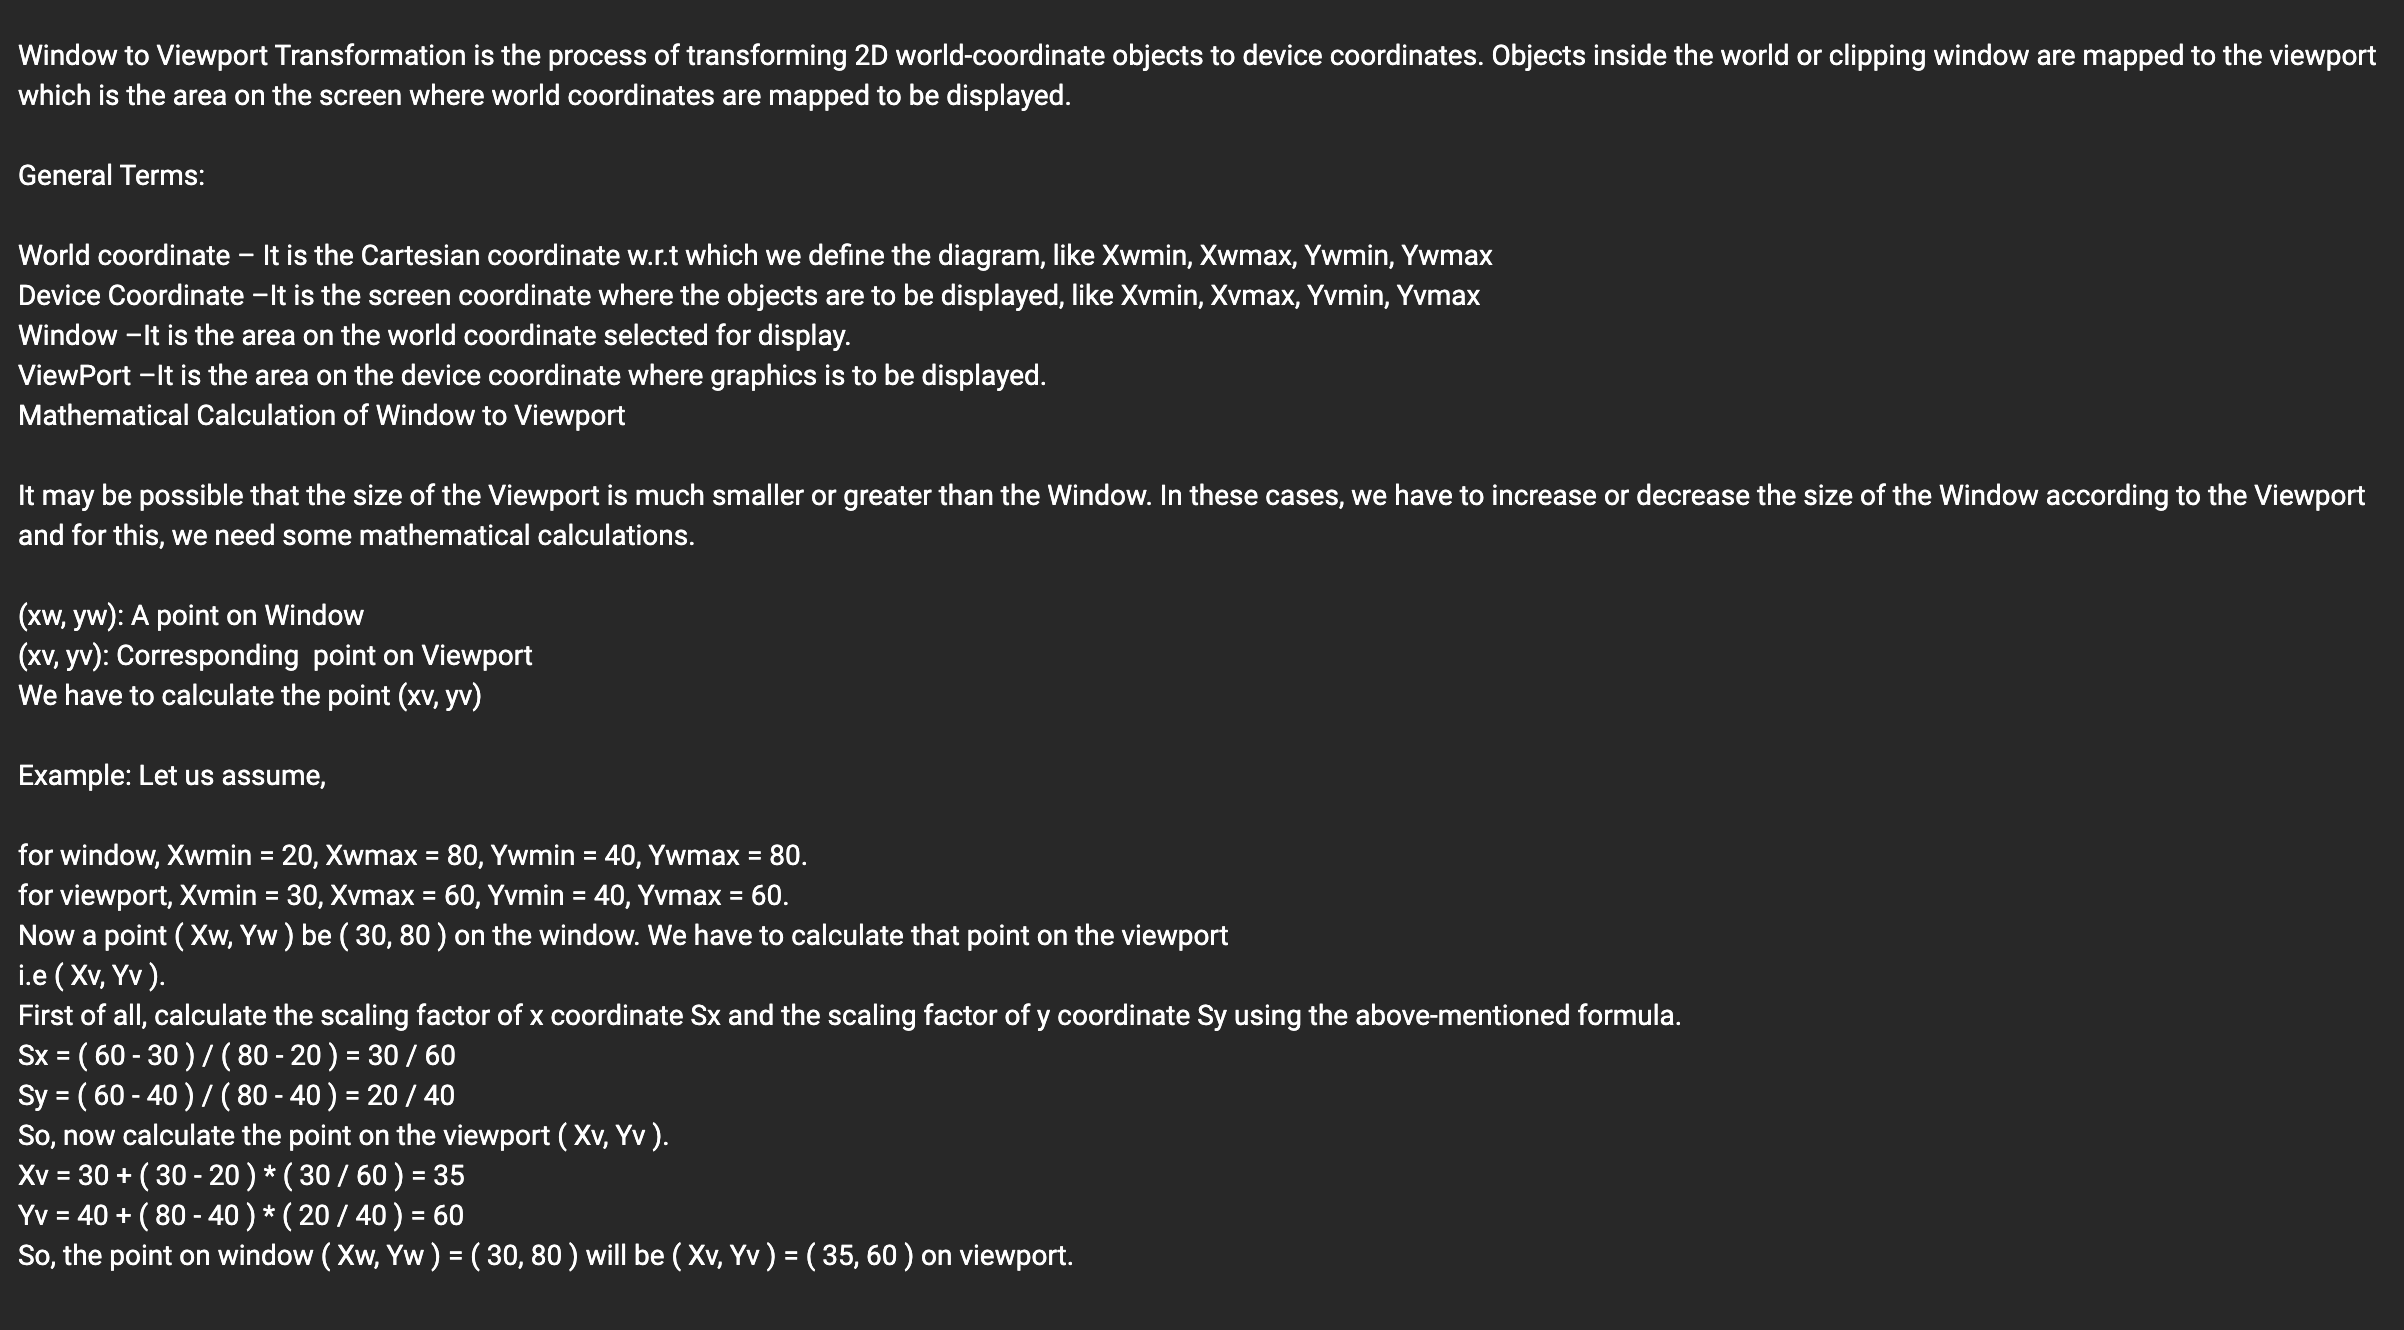 Window to Viewport Transformation is the process of transforming 2D world-coordinate objects to device coordinates. Objects inside the world or clipping window are mapped to the viewport
which is the area on the screen where world coordinates are mapped to be displayed.
General Terms:
World coordinate – It is the Cartesian coordinate w.r.t which we define the diagram, like Xwmin, Xwmax, Ywmin, Ywmax
Device Coordinate –It is the screen coordinate where the objects are to be displayed, like Xvmin, Xvmax, Yvmin, Yvmax
Window –It is the area on the world coordinate selected for display.
ViewPort –It is the area on the device coordinate where graphics is to be displayed.
Mathematical Calculation of Window to Viewport
It may be possible that the size of the Viewport is much smaller or greater than the Window. In these cases, we have to increase or decrease the size of the Window according to the Viewport
and for this, we need some mathematical calculations.
(xw, yw): A point on Window
(xv, yv): Corresponding  point on Viewport
We have to calculate the point (xv, yv)
Example: Let us assume,
for window, Xwmin = 20, Xwmax = 80, Ywmin = 40, Ywmax = 80.
for viewport, Xvmin = 30, Xvmax = 60, Yvmin = 40, Yvmax = 60.
Now a point ( Xw, Yw ) be ( 30, 80 ) on the window. We have to calculate that point on the viewport
i.e ( Xv, Yv ).
First of all, calculate the scaling factor of x coordinate Sx and the scaling factor of y coordinate Sy using the above-mentioned formula.
Sx = ( 60 - 30 ) / ( 80 - 20 ) = 30 / 60
Sy = ( 60 - 40 ) / ( 80 - 40 ) = 20 / 40
So, now calculate the point on the viewport ( Xv, Yv ).
Xv = 30 + ( 30 - 20 ) * ( 30 / 60 ) = 35
Yv = 40 + ( 80 - 40 ) * ( 20 / 40 ) = 60
So, the point on window ( Xw, Yw ) = ( 30, 80 ) will be ( Xv, Yv ) = ( 35, 60 ) on viewport.